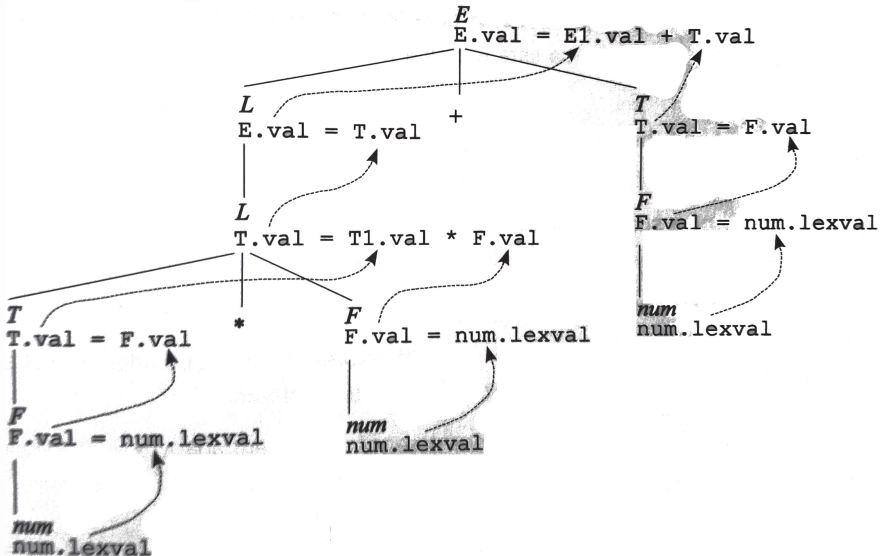 E
E.val = E1.val + T.val
L
E.val = T.val
+
T
T.val = F.val
L
T.val = T1.val * F.val
F
F.val = num.lexval
T
T.val = F.val
*
F
F.val = num.lexval
num
num.lexval
F
F.val = num.lexval
num
num.lexval
num
num.lexval